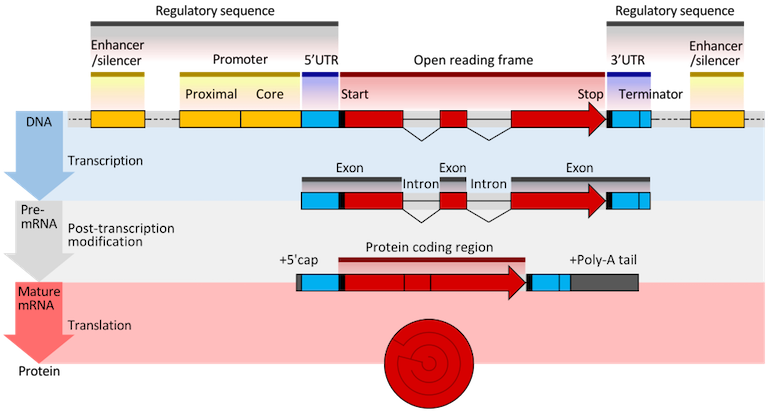 Regulatory sequence
Regulatory sequence
Enhancer
/silencer
Promoter
5’UTR
Open reading frame
3’UTR
Enhancer
/silencer
Proximal
Core
Start
Stop
Terminator
DNA
Transcription
Exon
Exon
Exon
Intron
Intron
Pre-
mRNA
Post-transcription
modification
Protein coding region
+5'cap
+Poly-A tail
Mature
mRNA
Translation
Protein